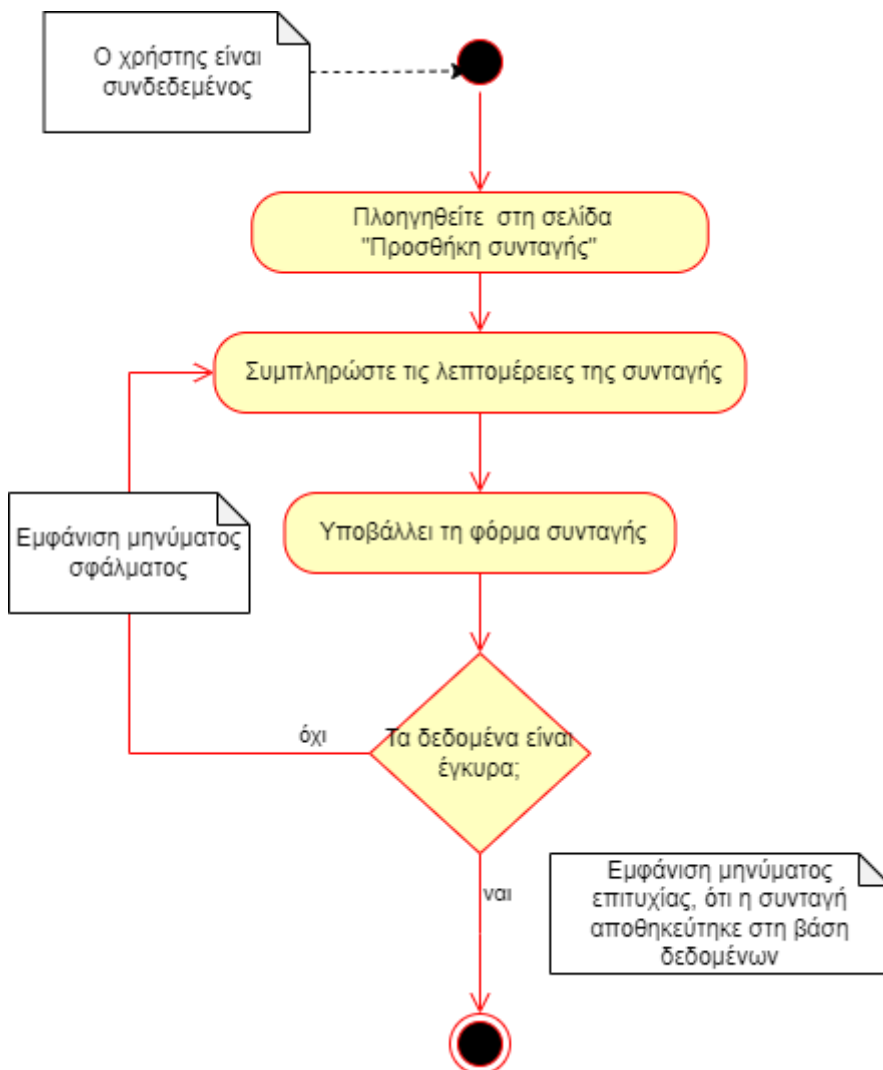 Ο χρήστης είναι
συνδεδεμένος
Πλοηγηθείτε στη σελίδα
"Προσθήκη συνταγής"
Συμπληρώστε τις λεπτομέρειες της συνταγής
Υποβάλλει τη φόρμα συνταγής
Εμφάνιση μηνύματος
σφάλματος
όχι
Τα δεδομένα είναι
έγκυρα;
ναι
Εμφάνιση μηνύματος
επιτυχίας, ότι η συνταγή
αποθηκεύτηκε στη βάση
δεδομένων